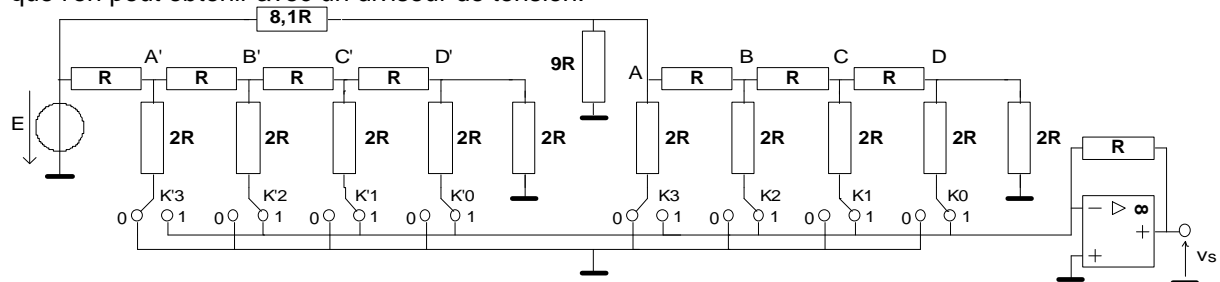 que l'on peut obtenir avec un diviseur de tension.
8,1R
A' B' C' D' 9R A B C D
R R R R R R R
E 2R 2R 2R 2R 2R 2R 2R 2R 2R 2R R
K'3 K'2 K'1 K'0 K3 K2 K1 K0
0 1 0 1 0 1 0 1 0 1 0 1 0 1 0 1
− ▷ ∞
+
+ vs